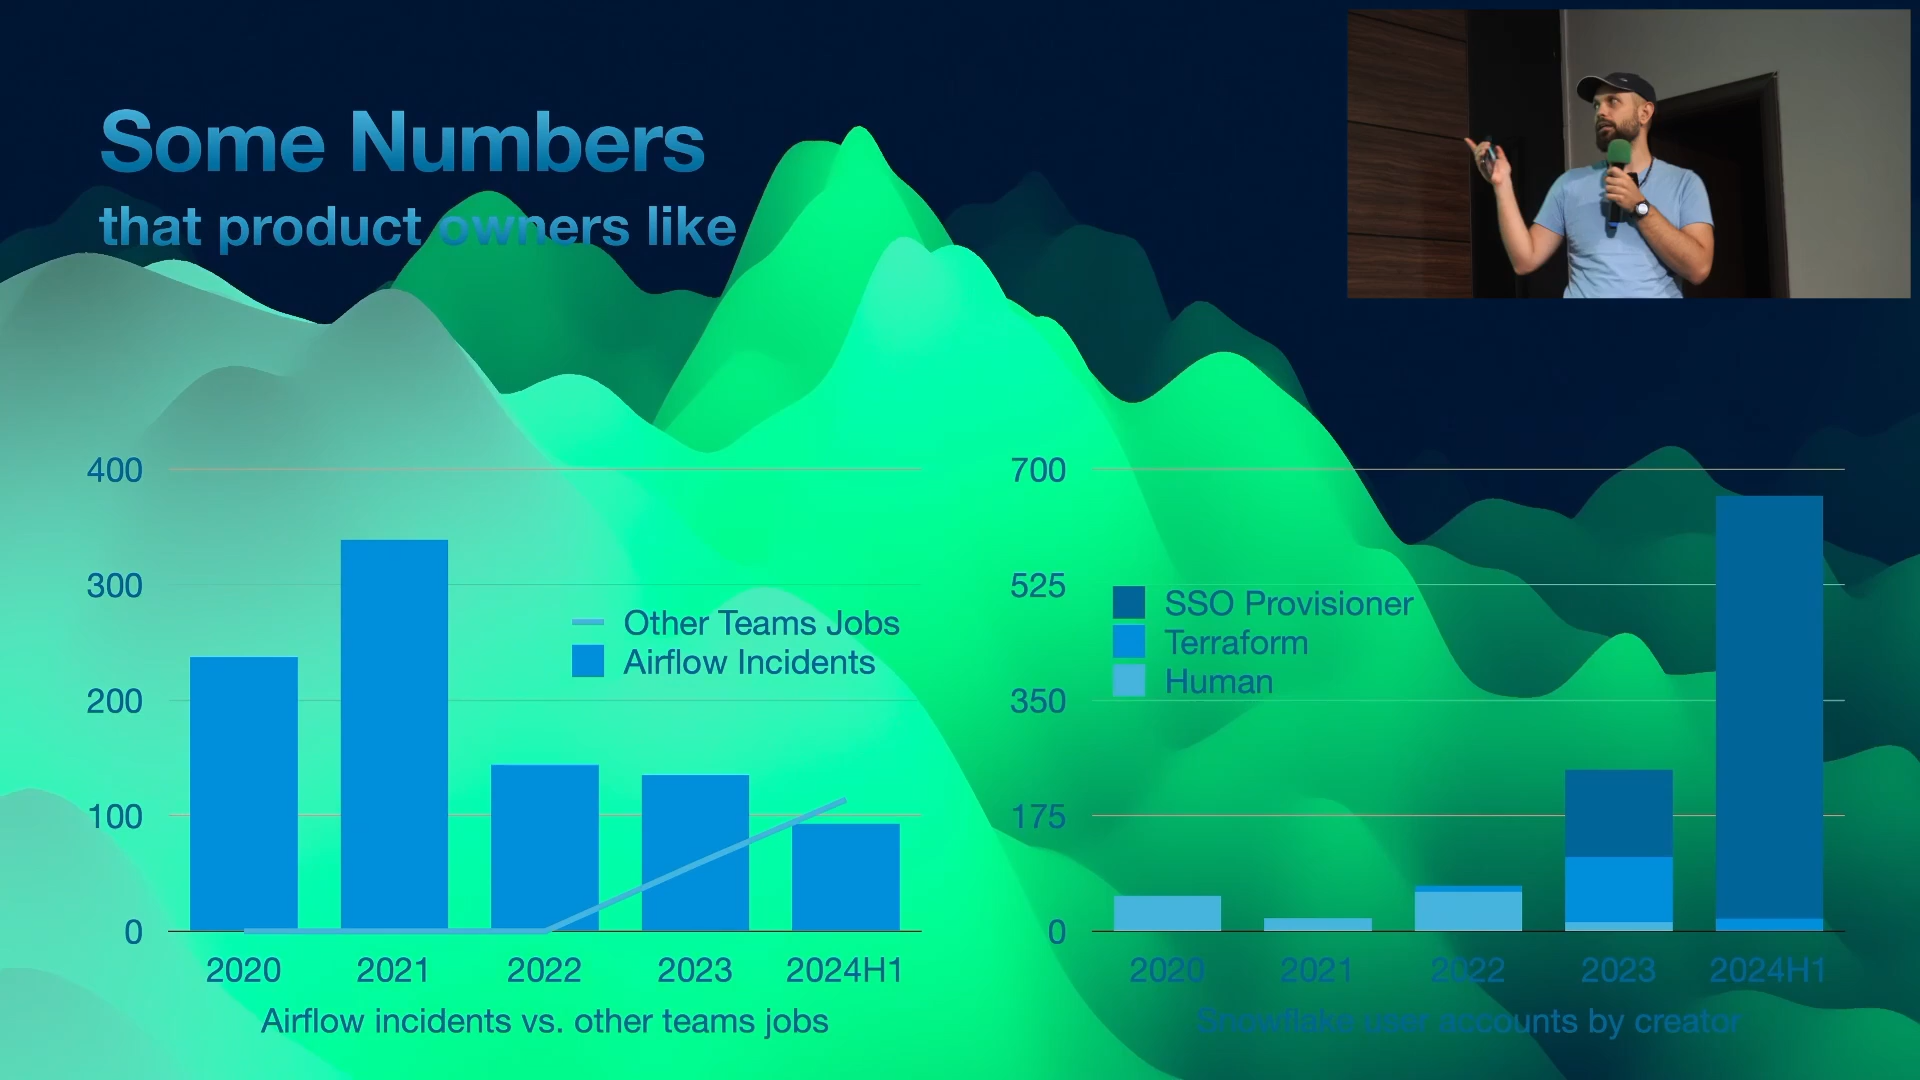 Some Numbers
that product owners like
400
300
200
100
0
Other Teams Jobs
Airflow Incidents
2020 2021 2022 2023 2024H1
Airflow incidents vs. other teams jobs
700
525
350
175
0
SSO Provisioner
Terraform
Human
2020 2021 2022 2023 2024H1
Snowflake user accounts by creator